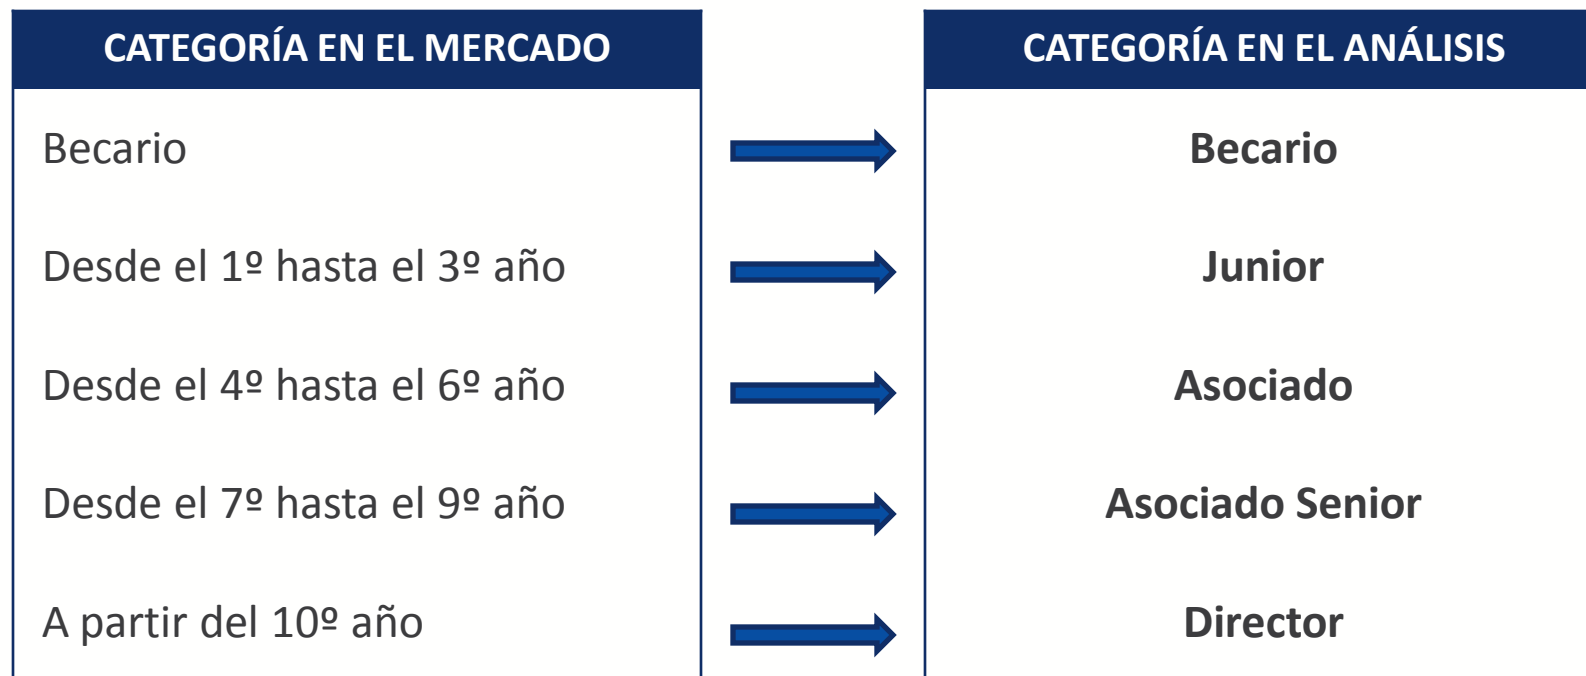 CATEGORÍA EN EL MERCADO
CATEGORÍA EN EL ANÁLISIS
Becario
Becario
Desde el 1º hasta el 3º año
Junior
Desde el 4º hasta el 6º año
Asociado
Desde el 7º hasta el 9º año
Asociado Senior
A partir del 10º año
Director